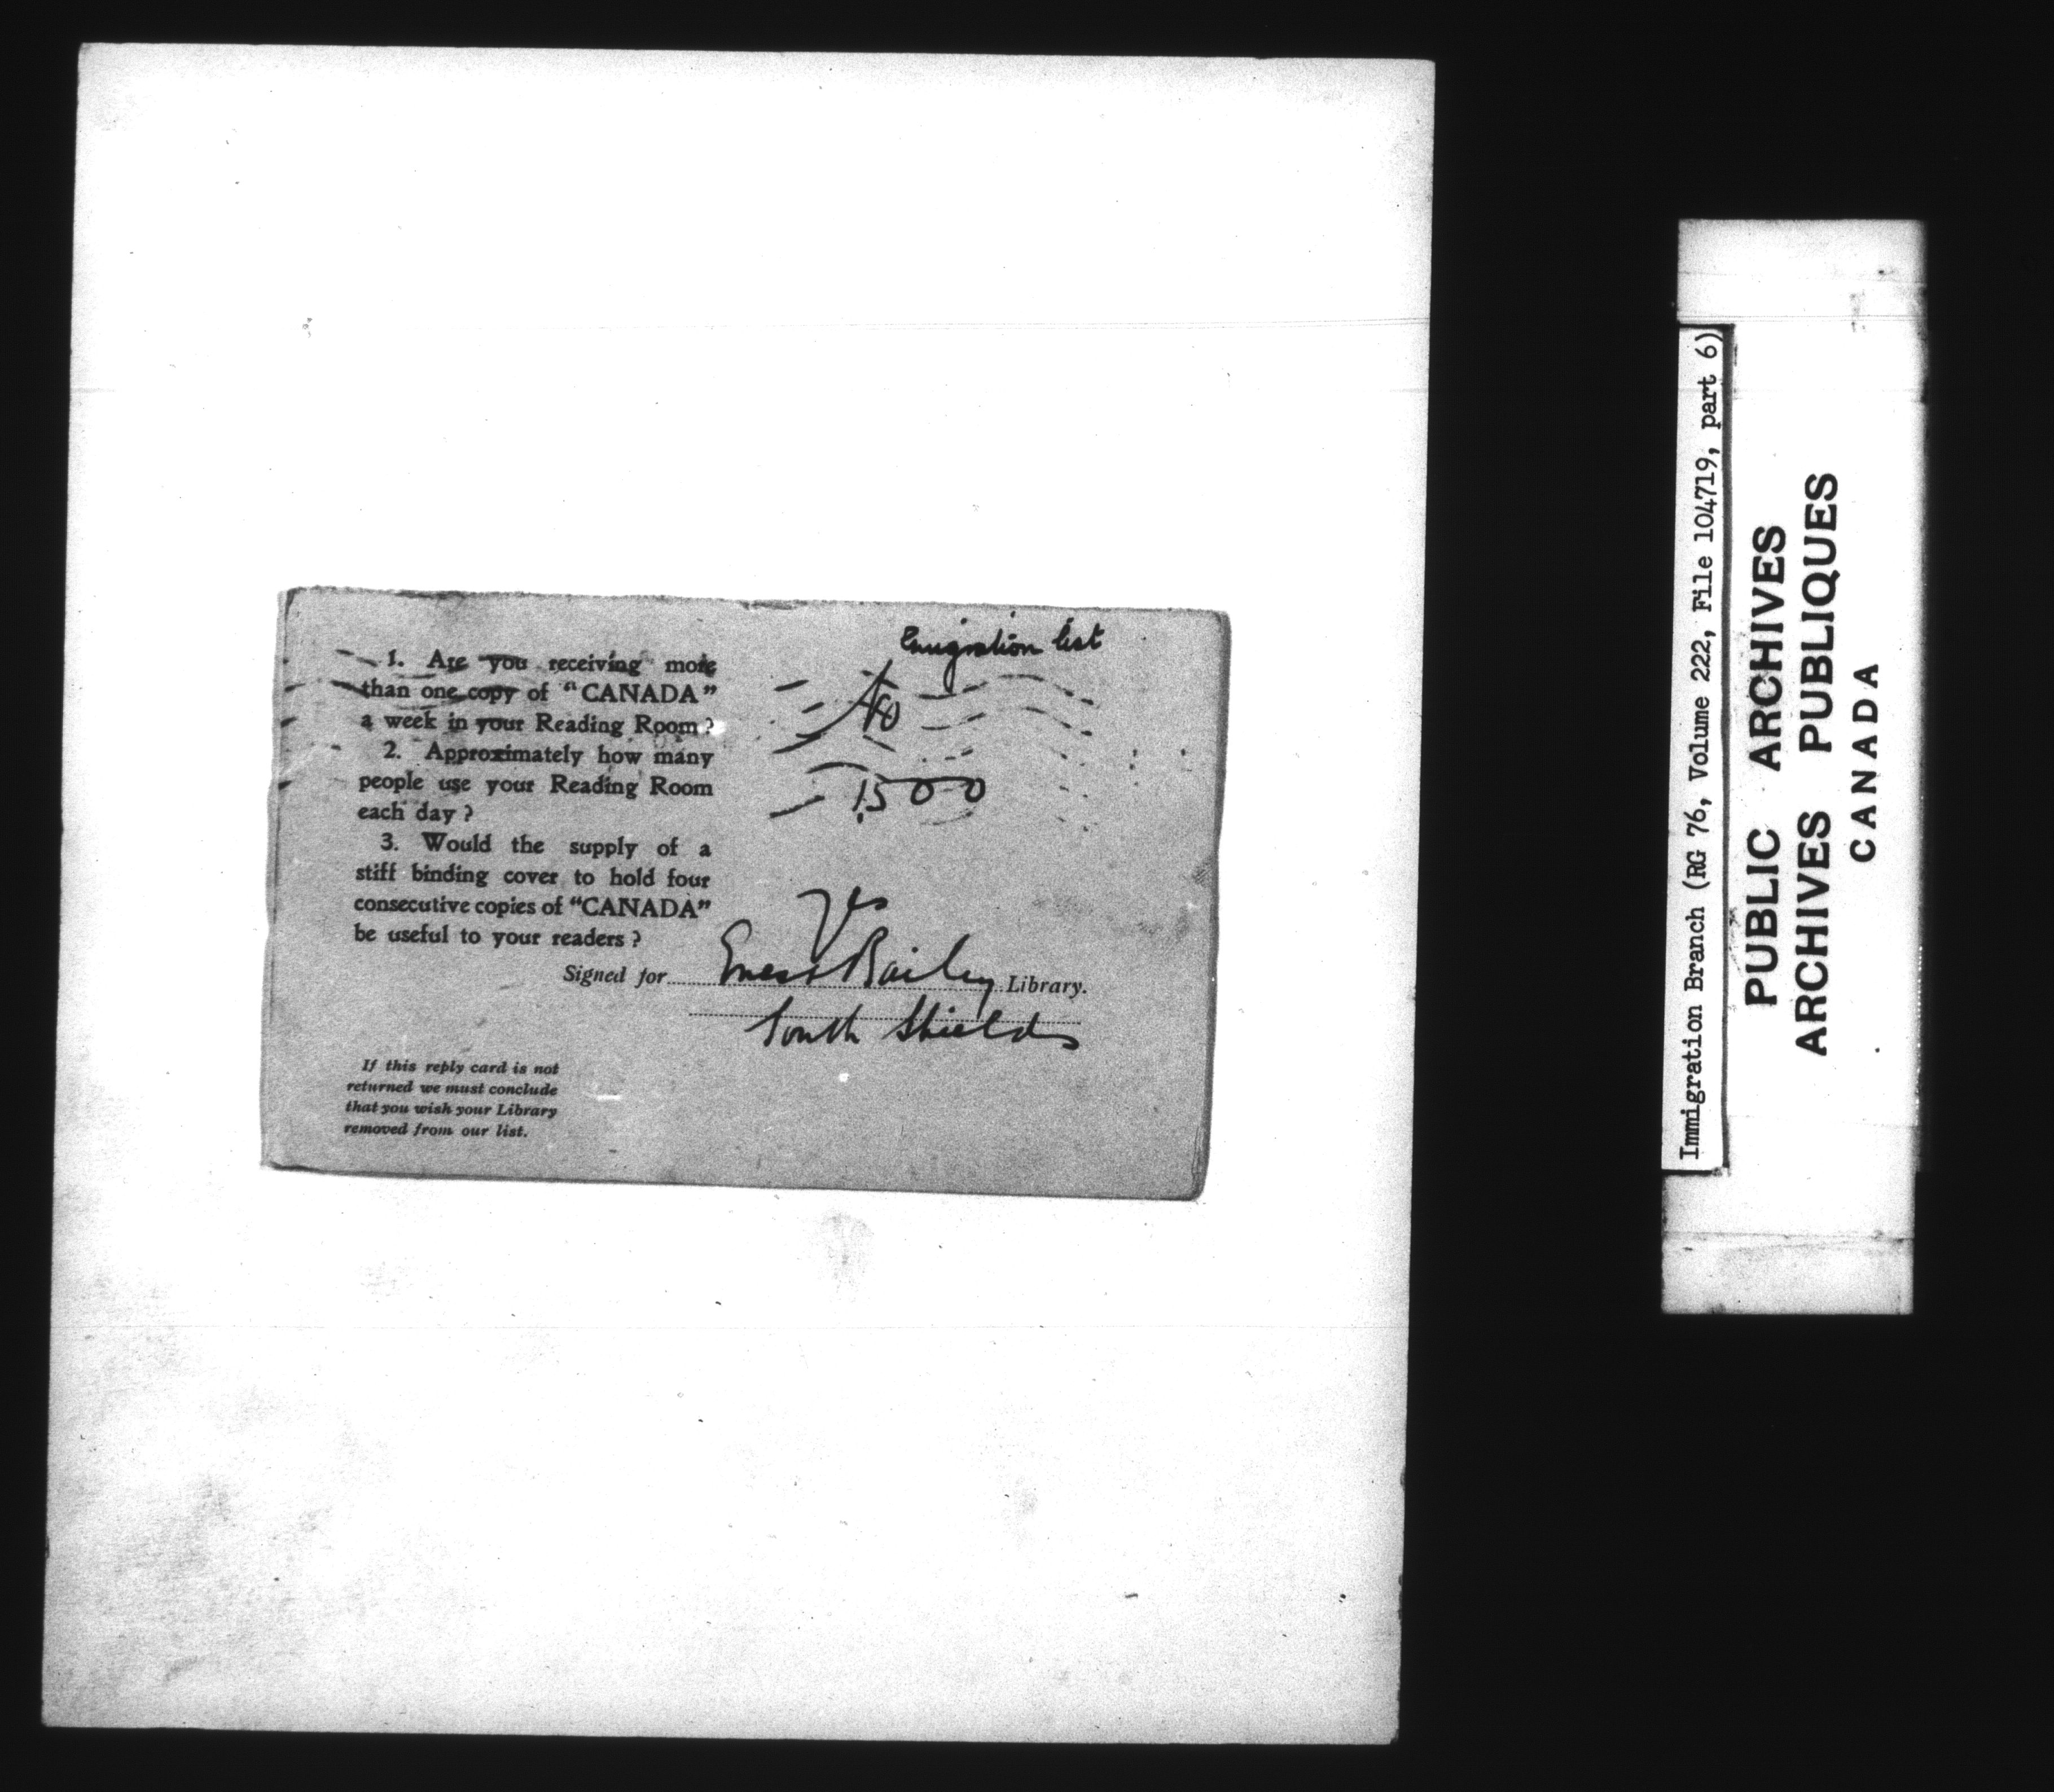 Emigration list
1. Are you receiving more
than one copy of "CANADA"
a week in your Reading Room?
No
2. Approximately how many
people use your Reading Room
each day?
1500
3. Would the supply of a
stiff binding cover to hold four
consecutive copies of "CANADA"
be useful to your readers?
Yes
Signed for Ernest Bailey Library.
South Shields
If this reply card is not
returned we must conclude
that you wish your Library
removed from our list.
Immigration Branch (RG 76, Volume 222, File 104719, part 6)
PUBLIC ARCHIVES
ARCHIVES PUBLIQUES
CANADA